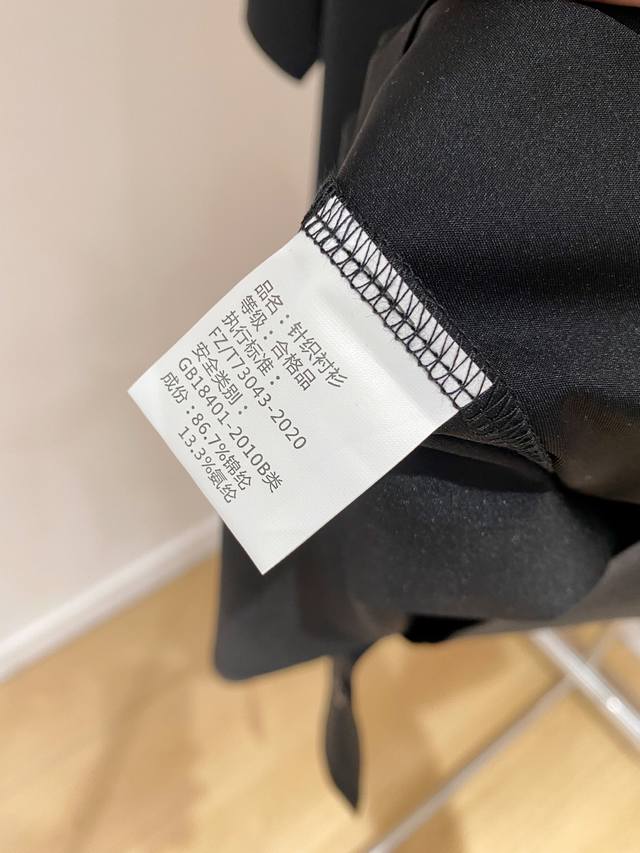 品名：针织衬衫
等级：合格品
执行标准：
FZ/T73043-2020
安全类别：
GB18401-2010B类
成份：86.7%锦纶
13.3%氨纶